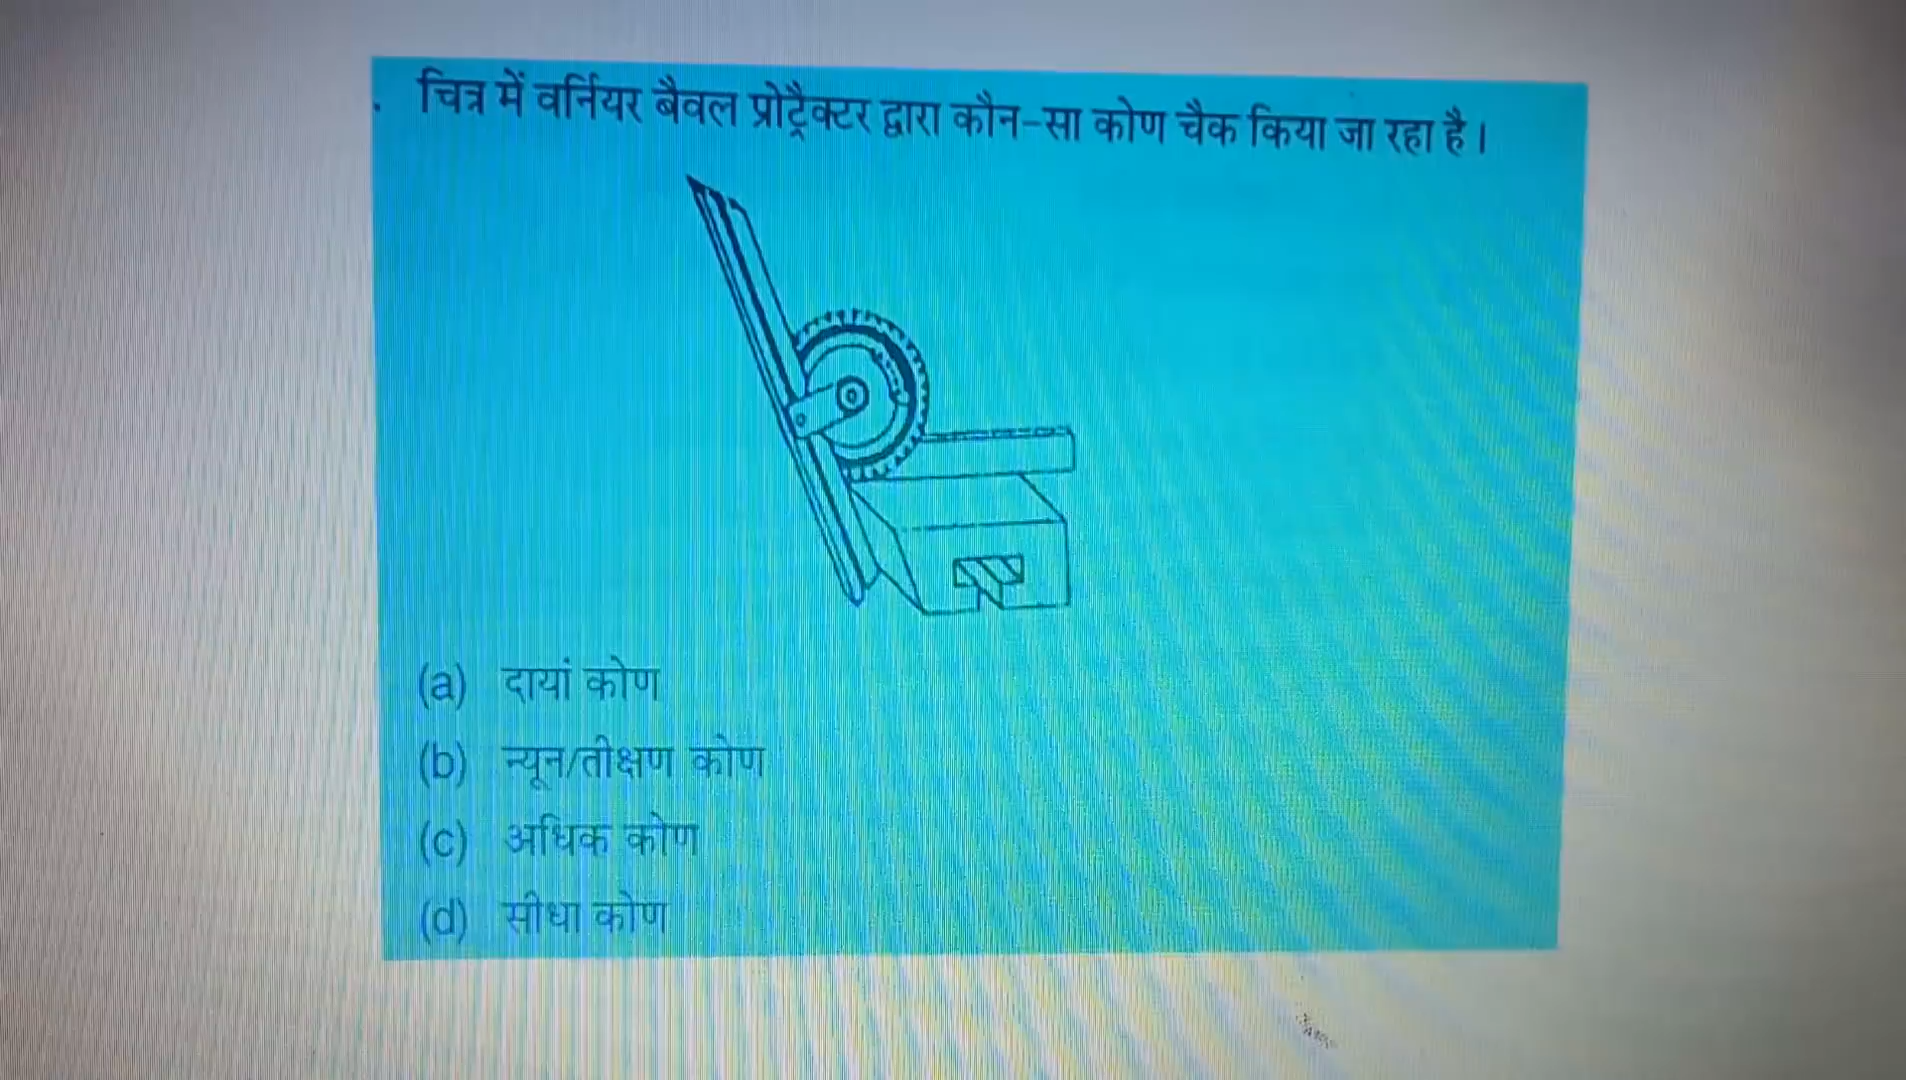 . चित्र में वर्नियर बैवल प्रोट्रैक्टर द्वारा कौन-सा कोण चैक किया जा रहा है।
(a) दायां कोण
(b) न्यून/तीक्षण कोण
(c) अधिक कोण
(d) सीधा कोण